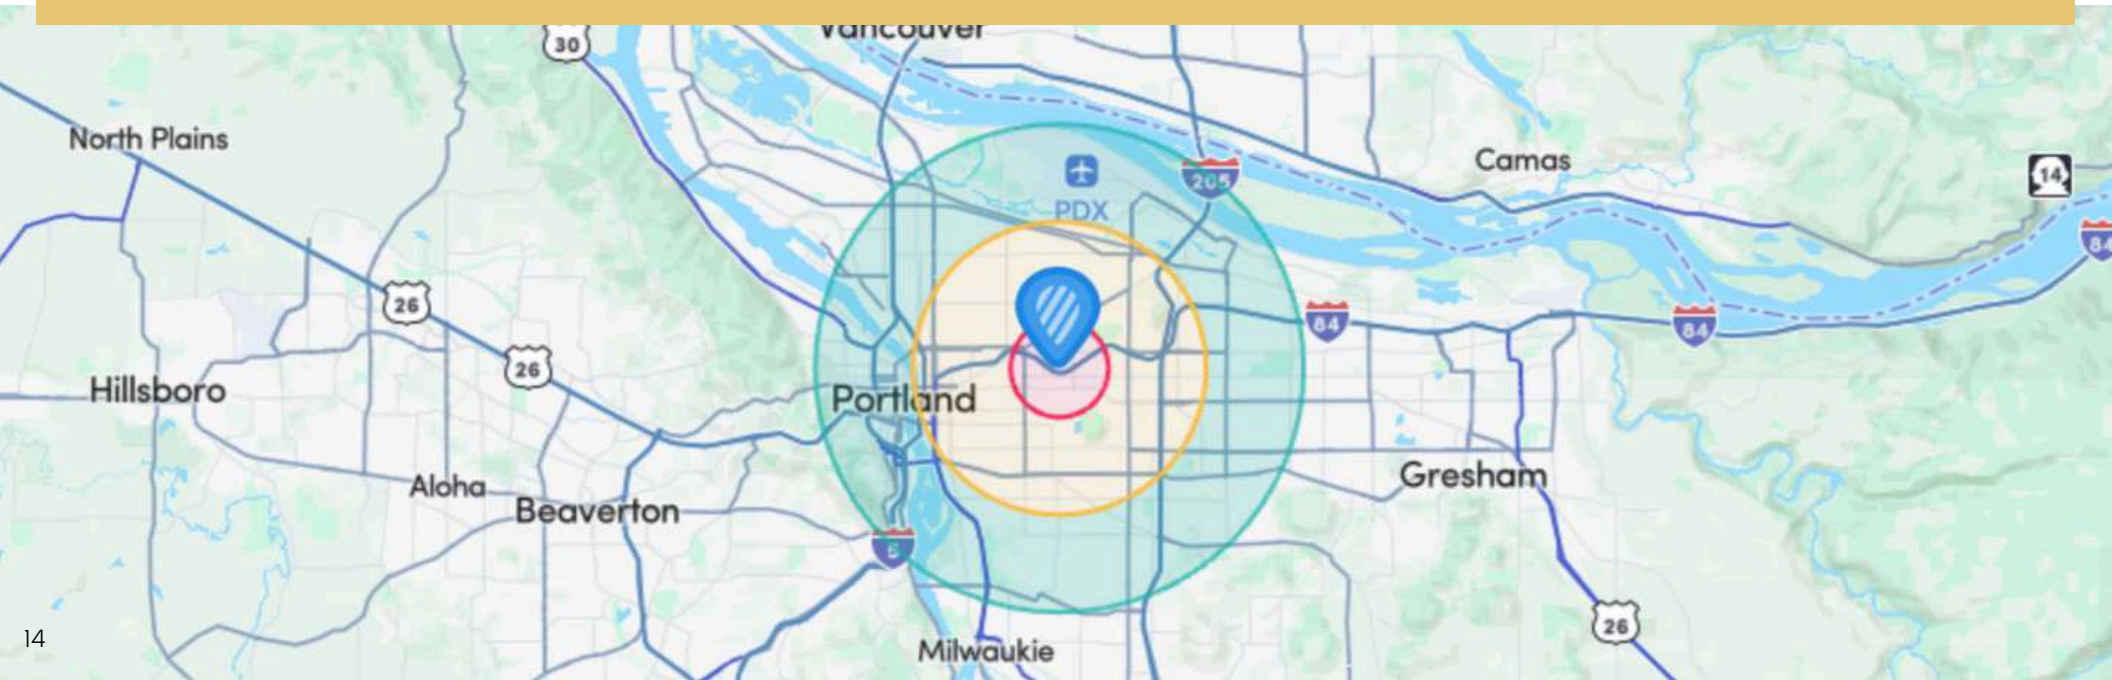 Vancouver
30
North Plains
Camas
14
205
PDX
84
26
84
84
26
Hillsboro
Portland
Gresham
Aloha
Beaverton
5
26
14
Milwaukie